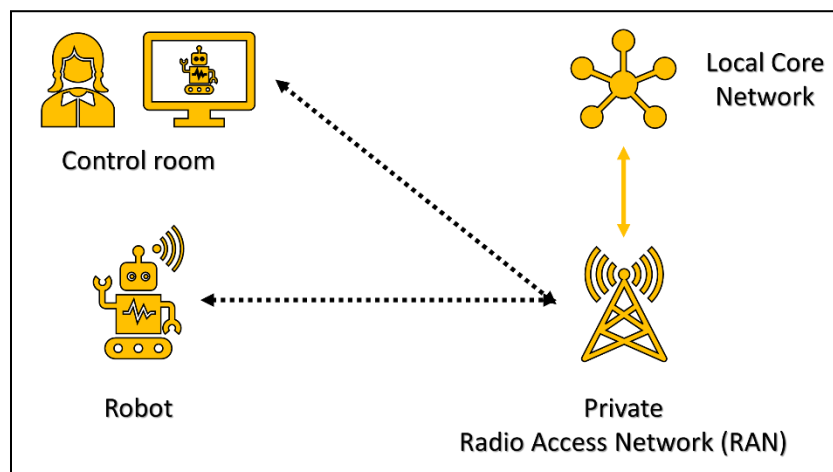 Local Core
Network
Control room
Robot
Private
Radio Access Network (RAN)